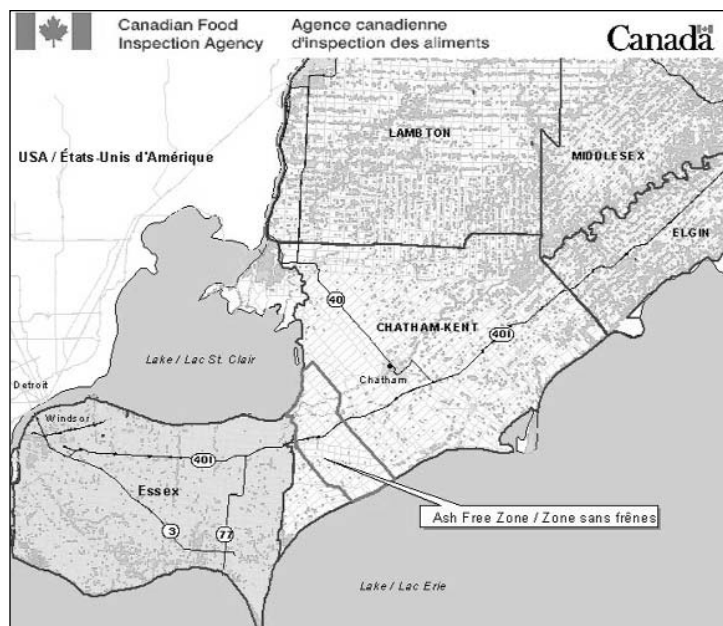 Canadian Food
Inspection Agency
Agence canadienne
d'inspection des aliments
Canada
LAMBTON
USA / États-Unis d'Amérique
MIDDLESEX
ELGIN
40
CHATHAM-KENT
401
Lake / Lac St. Clair
Chatham
Detroit
Windsor
401
Essex
Ash Free Zone / Zone sans frênes
3
77
Lake / Lac Erie